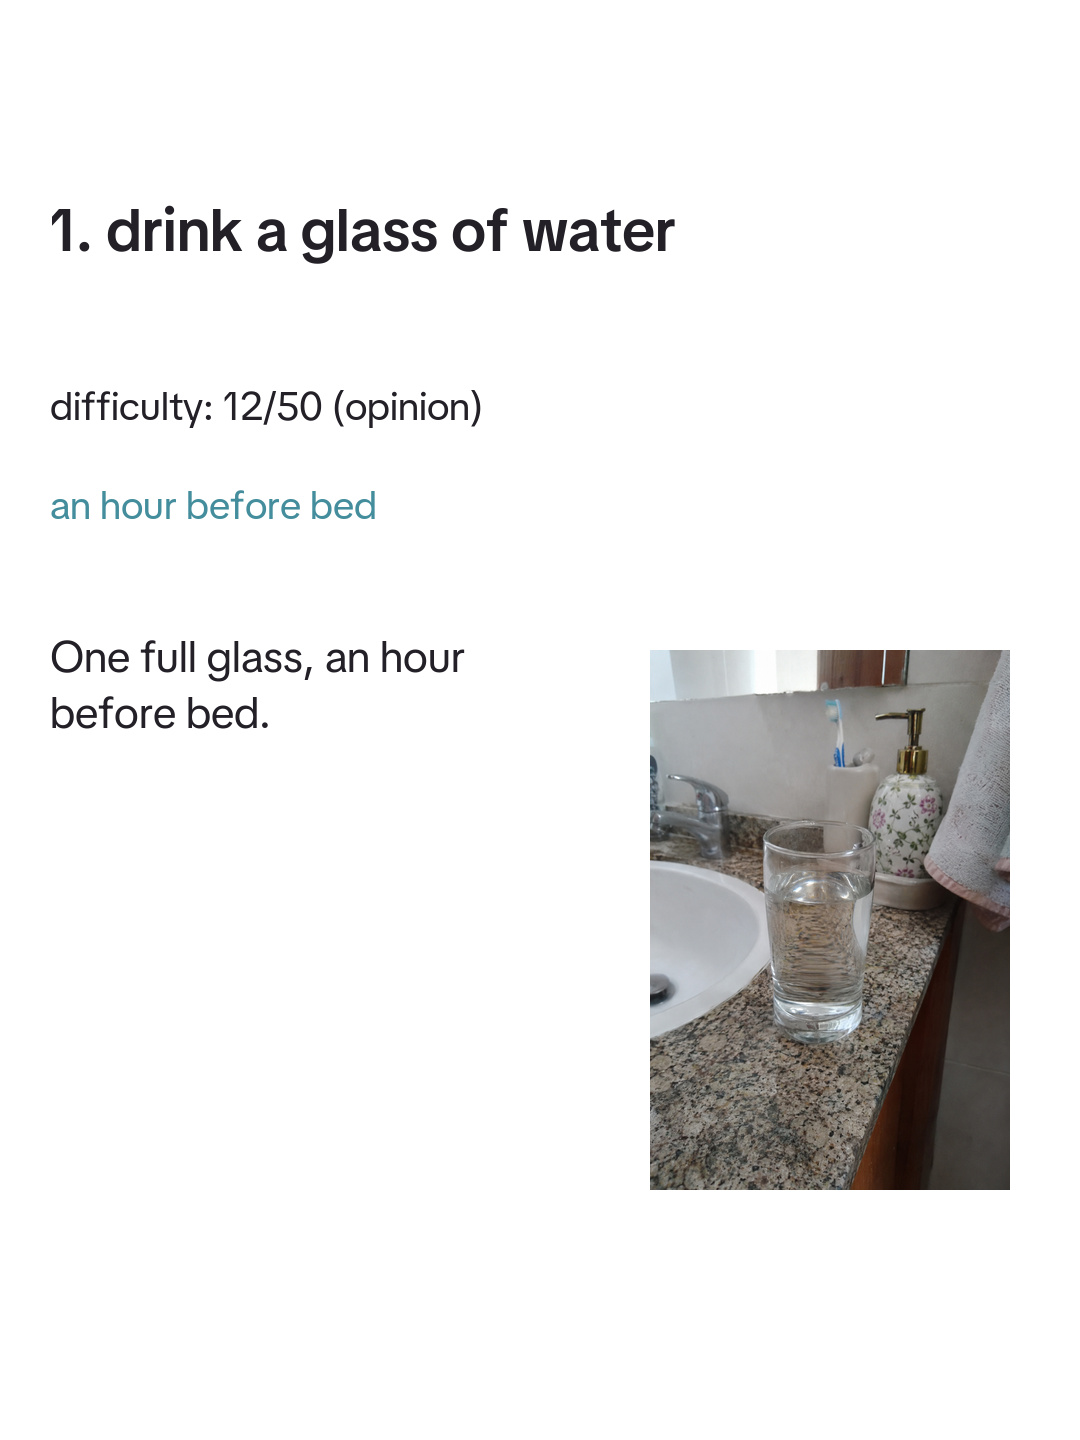 1. drink a glass of water
difficulty: 12/50 (opinion)
an hour before bed
One full glass, an hour
before bed.